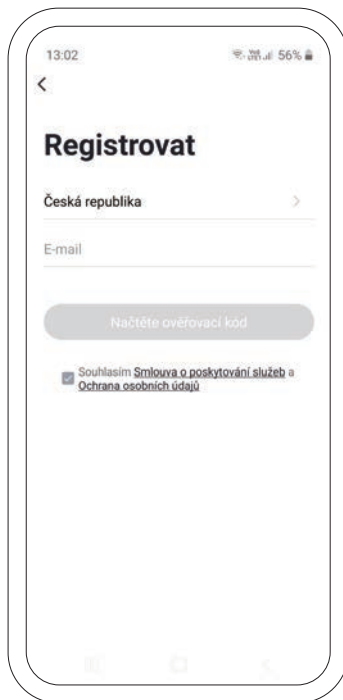 13:02 56%
Registrovat
Česká republika
E-mail
Načtěte ověřovací kód
Souhlasím Smlouva o poskytování služeb a
Ochrana osobních údajů